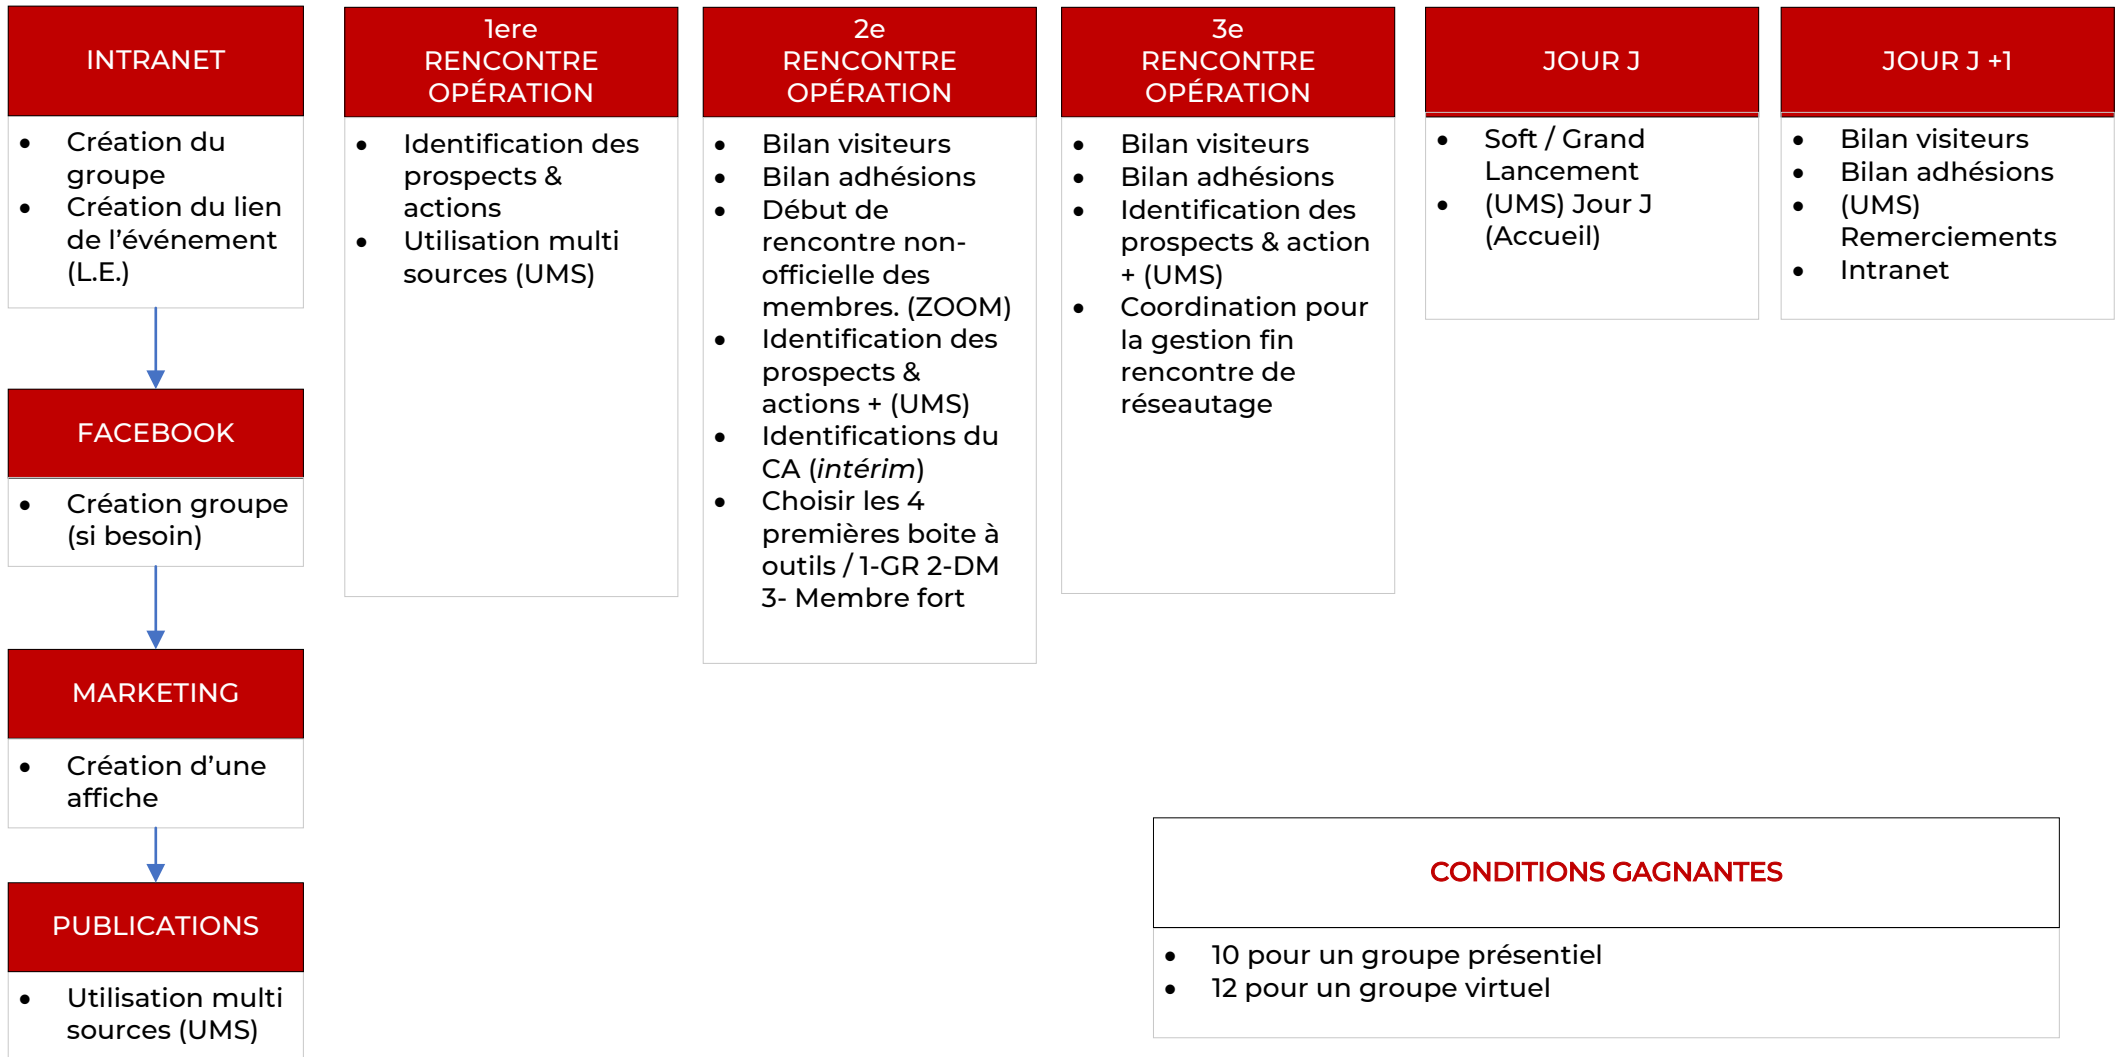 INTRANET
• Création du
groupe
• Création du lien
de l’événement
(L.E.)
FACEBOOK
• Création groupe
(si besoin)
MARKETING
• Création d’une
affiche
PUBLICATIONS
• Utilisation multi
sources (UMS)
1ere
RENCONTRE
OPÉRATION
• Identification des
prospects &
actions
• Utilisation multi
sources (UMS)
2e
RENCONTRE
OPÉRATION
• Bilan visiteurs
• Bilan adhésions
• Début de
rencontre non-
officielle des
membres. (ZOOM)
• Identification des
prospects &
actions + (UMS)
• Identifications du
CA (intérim)
• Choisir les 4
premières boite à
outils / 1-GR 2-DM
3- Membre fort
3e
RENCONTRE
OPÉRATION
• Bilan visiteurs
• Bilan adhésions
• Identification des
prospects & action
+ (UMS)
• Coordination pour
la gestion fin
rencontre de
réseautage
JOUR J
• Soft / Grand
Lancement
• (UMS) Jour J
(Accueil)
JOUR J +1
• Bilan visiteurs
• Bilan adhésions
• (UMS)
Remerciements
• Intranet
CONDITIONS GAGNANTES
• 10 pour un groupe présentiel
• 12 pour un groupe virtuel